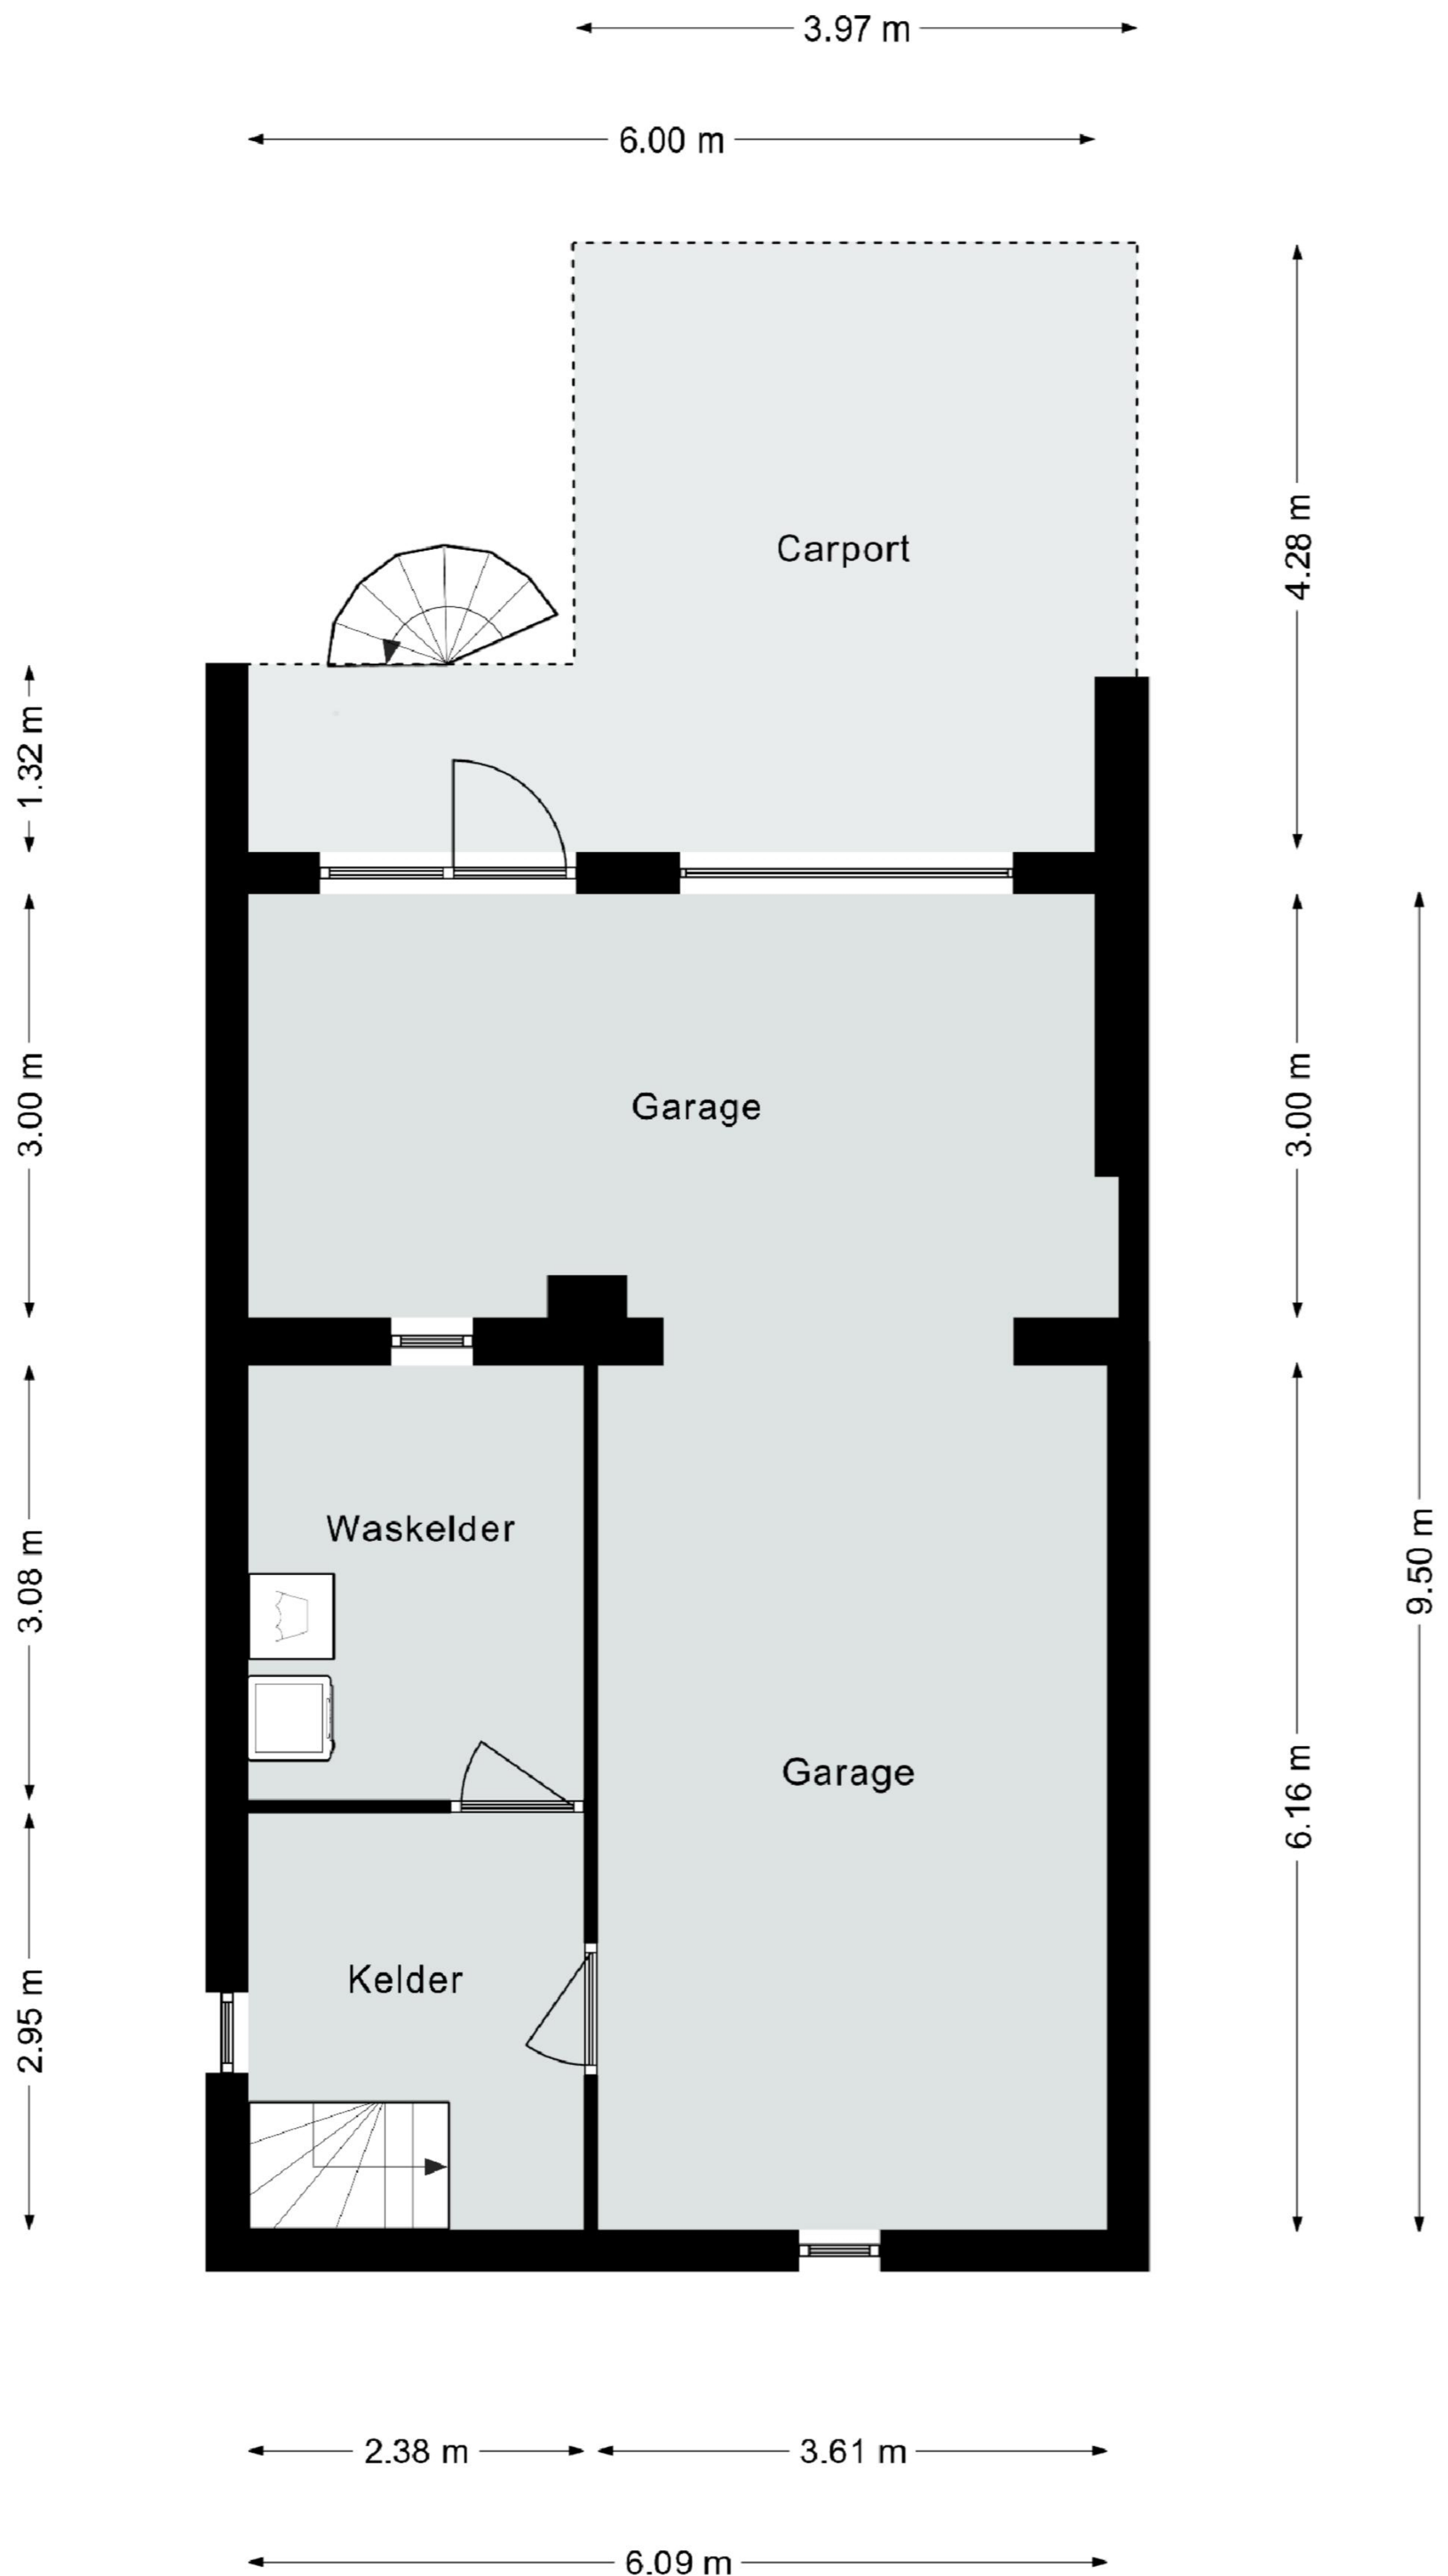 3.97 m
6.00 m
Carport
4.28 m
1.32 m
3.00 m
Garage
3.00 m
Waskelder
3.08 m
9.50 m
Garage
6.16 m
Kelder
2.95 m
2.38 m
3.61 m
6.09 m